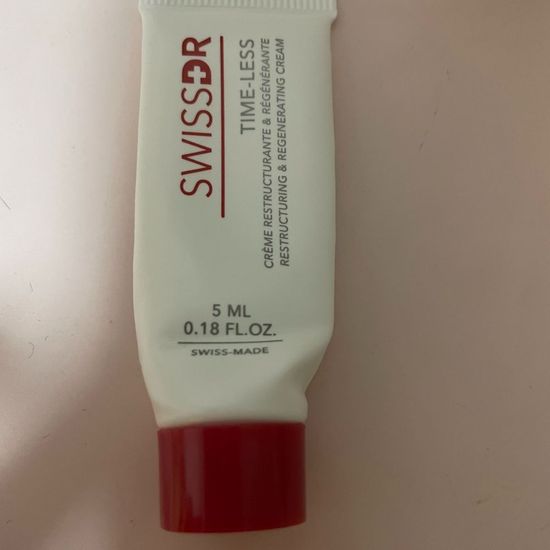 SWISSDR
TIME-LESS
CRÈME RESTRUCTURANTE & RÉGÉNÉRANTE
RESTRUCTURING & REGENERATING CREAM
5 ML
0.18 FL.OZ.
SWISS-MADE